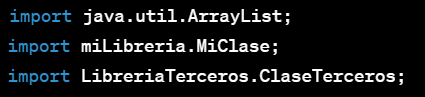 import java.util.ArrayList;
import miLibreria.MiClase;
import LibreriaTerceros.ClaseTerceros;